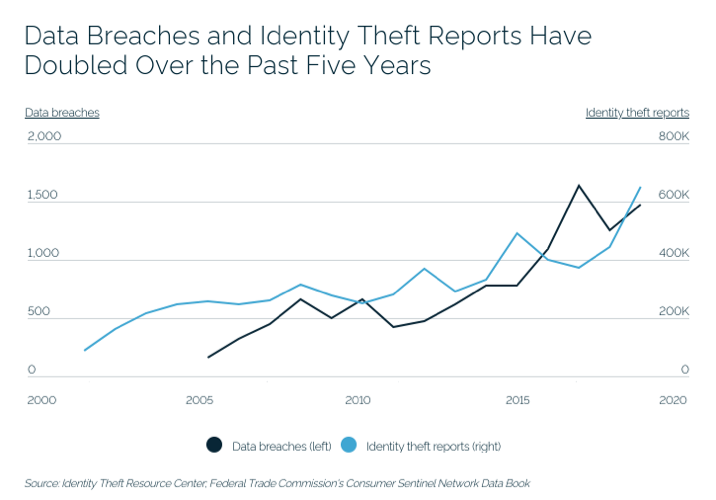 Data Breaches and Identity Theft Reports Have
Doubled Over the Past Five Years
Data breaches Identity theft reports
2,000 800K
1,500 600K
1,000 400K
500 200K
0 0
2000 2005 2010 2015 2020
Data breaches (left) Identity theft reports (right)
Source: Identity Theft Resource Center, Federal Trade Commission's Consumer Sentinel Network Data Book